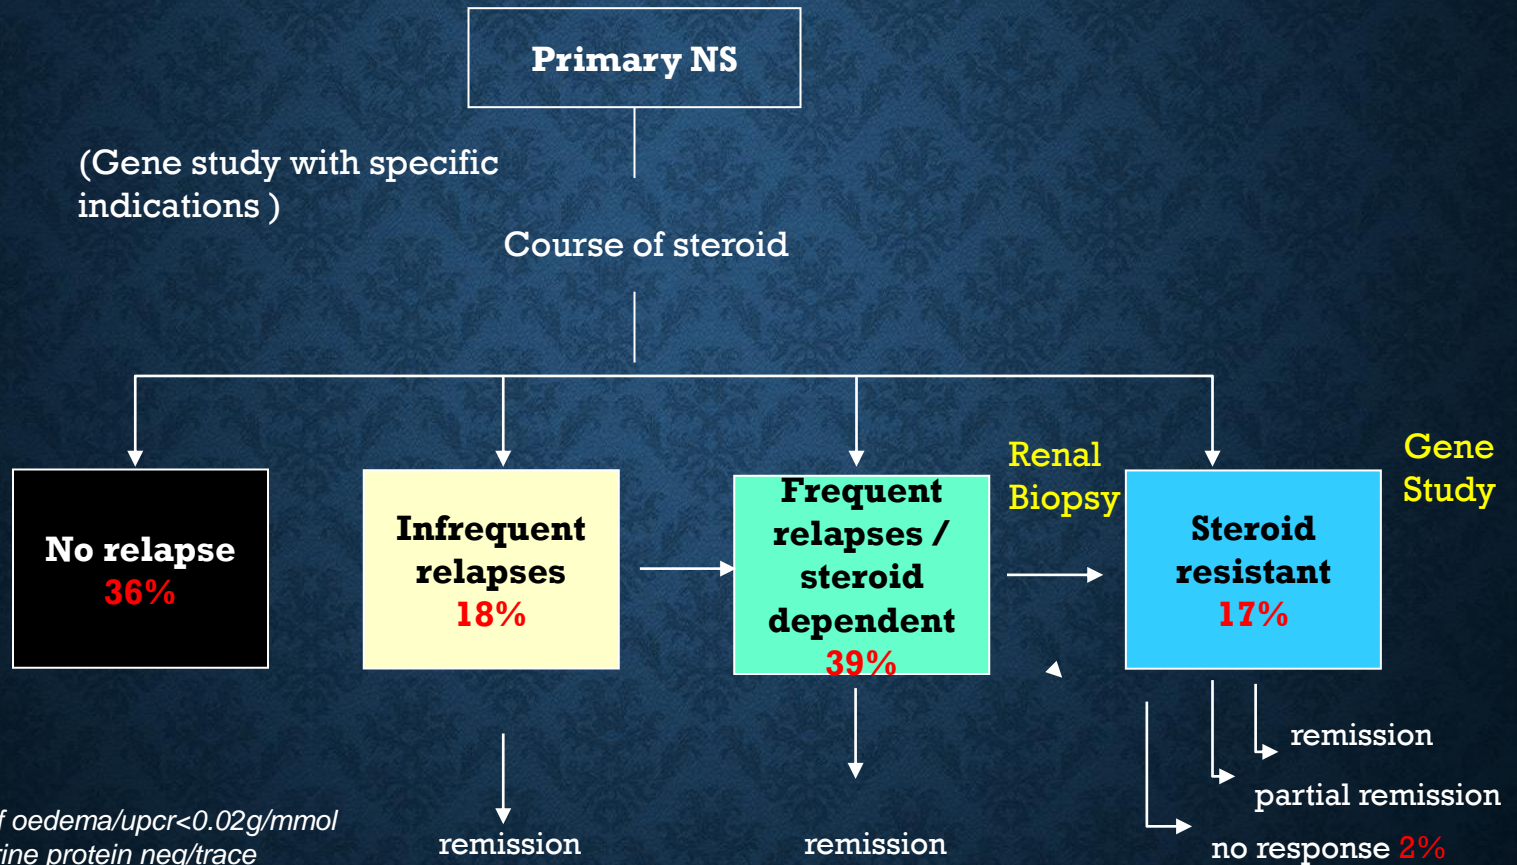 Primary NS
(Gene study with specific
indications )
Course of steroid
No relapse
36%
Infrequent
relapses
18%
Frequent
relapses /
steroid
dependent
39%
Renal
Biopsy
Steroid
resistant
17%
Gene
Study
remission
partial remission
no response 2%
remission
remission
oedema/upcr<0.02g/mmol
protein neg/trace